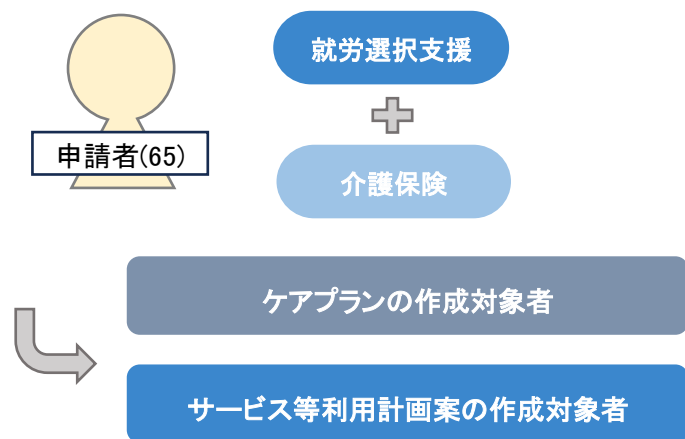 就労選択支援
申請者(65)
介護保険
ケアプランの作成対象者
サービス等利用計画案の作成対象者